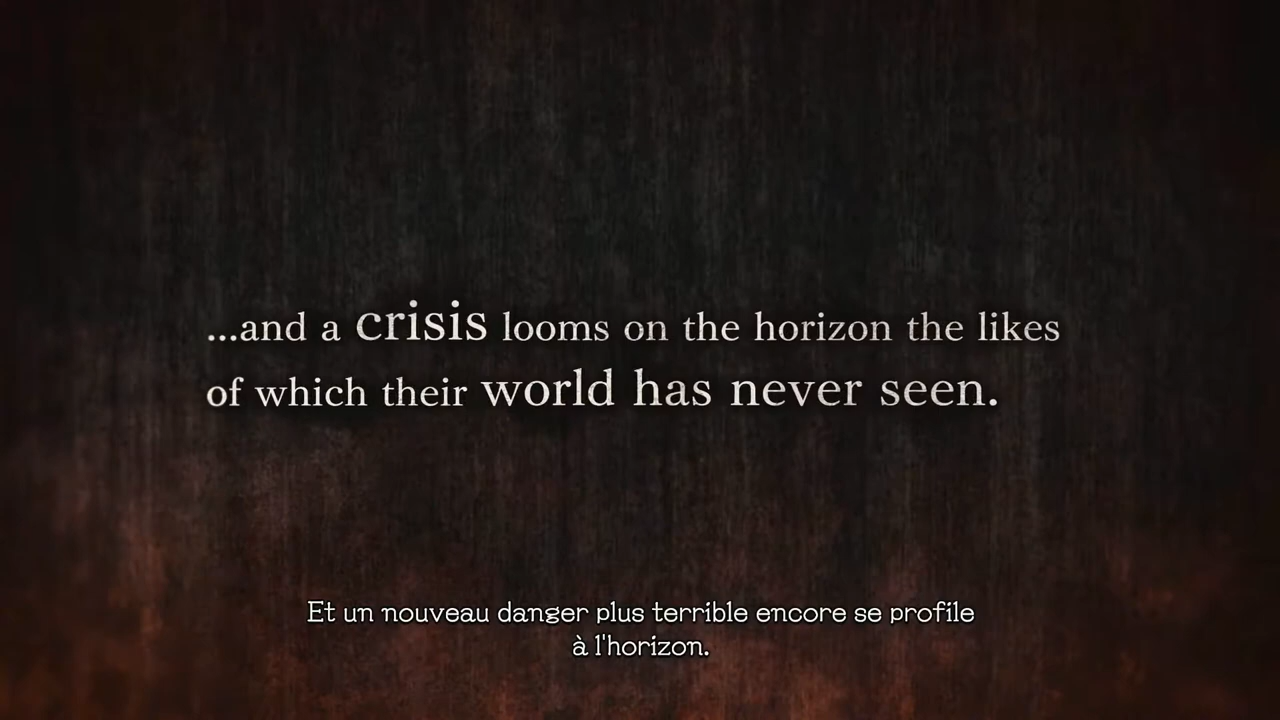 ...and a crisis looms on the horizon the likes
of which their world has never seen.
Et un nouveau danger plus terrible encore se profile
à l'horizon.